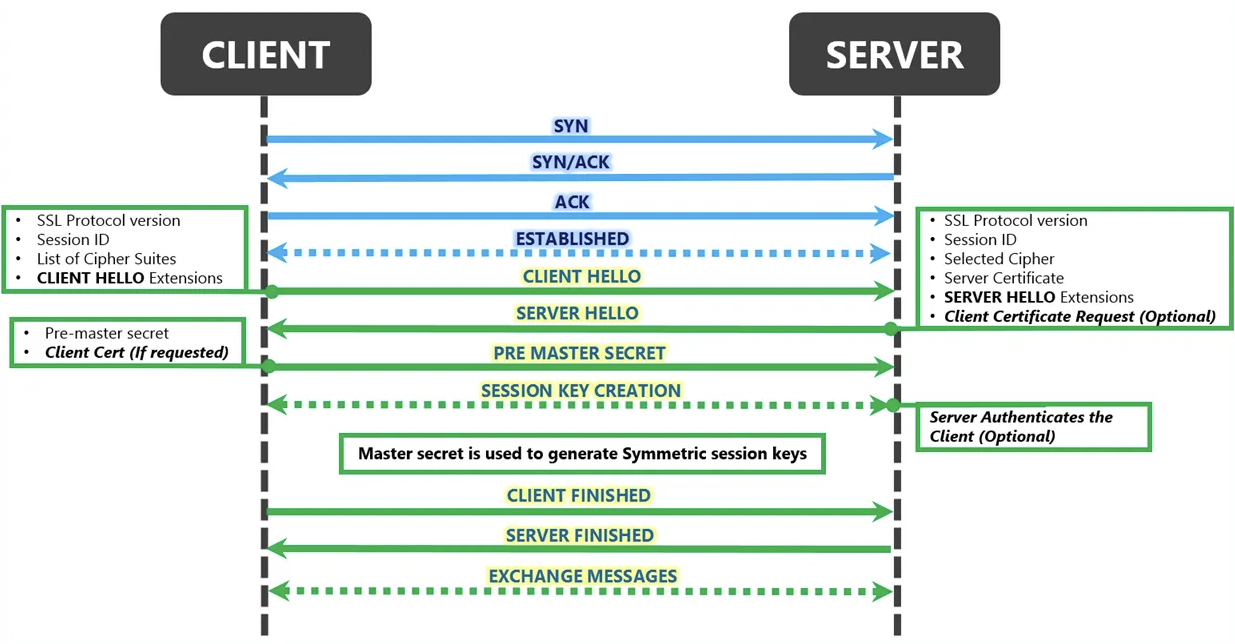 CLIENT
SERVER
SYN
SYN/ACK
ACK
ESTABLISHED
• SSL Protocol version
• Session ID
• List of Cipher Suites
• CLIENT HELLO Extensions
• SSL Protocol version
• Session ID
• Selected Cipher
• Server Certificate
• SERVER HELLO Extensions
• Client Certificate Request (Optional)
CLIENT HELLO
SERVER HELLO
• Pre-master secret
• Client Cert (If requested)
PRE MASTER SECRET
SESSION KEY CREATION
Server Authenticates the
Client (Optional)
Master secret is used to generate Symmetric session keys
CLIENT FINISHED
SERVER FINISHED
EXCHANGE MESSAGES